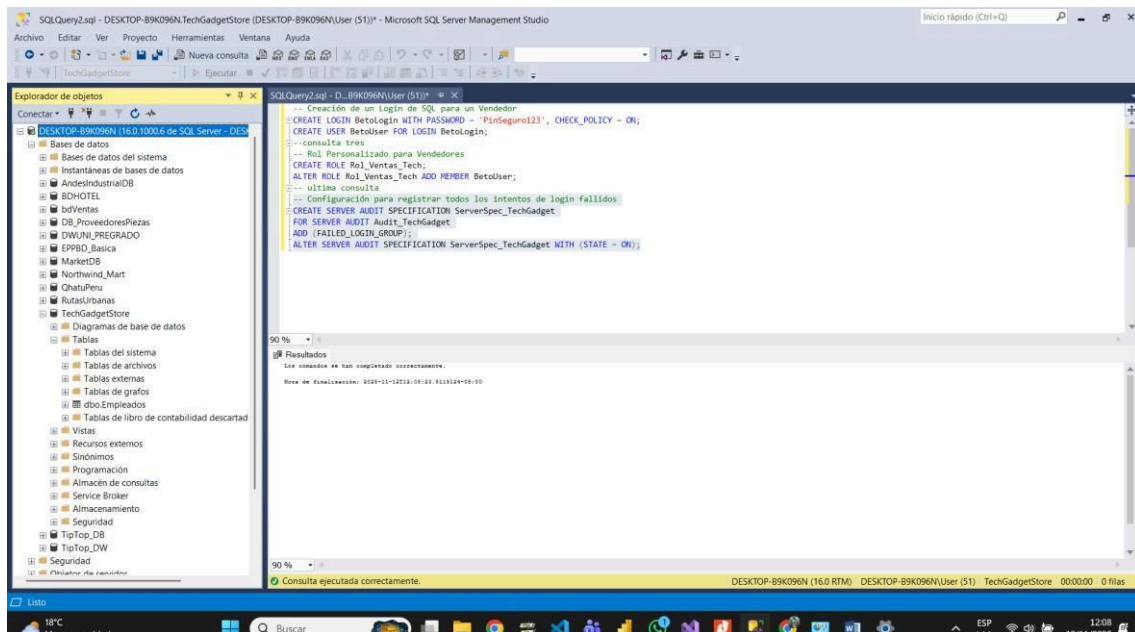 SQLQuery2.sql - DESKTOP-B9K096N.TechGadgetStore (DESKTOP-B9K096N\User (51))* - Microsoft SQL Server Management Studio
Inicio rápido (Ctrl+Q)
Archivo Editar Ver Proyecto Herramientas Ventana Ayuda
Nueva consulta
TechGadgetStore
Ejecutar
Explorador de objetos
SQLQuery2.sql - D...B9K096N\User (51))*
Conectar
DESKTOP-B9K096N (16.0.1000.6 de SQL Server - DESK
Bases de datos
Bases de datos del sistema
Instantáneas de bases de datos
AndesIndustrialDB
BDHOTEL
bdVentas
DB_ProveedoresPiezas
DWUNI_PREGRADO
EPPBD_Basica
MarketDB
Northwind_Mart
QhatuPeru
RutasUrbanas
TechGadgetStore
Diagramas de base de datos
Tablas
Tablas del sistema
Tablas de archivos
Tablas externas
Tablas de grafos
dbo.Empleados
Tablas de libro de contabilidad descartad
Vistas
Recursos externos
Sinónimos
Programación
Almacén de consultas
Service Broker
Almacenamiento
Seguridad
TipTop_DB
TipTop_DW
Seguridad
Objetos de servidor
-- Creación de un Login de SQL para un Vendedor
CREATE LOGIN BetoLogin WITH PASSWORD = 'PinSeguro123', CHECK_POLICY = ON;
CREATE USER BetoUser FOR LOGIN BetoLogin;
--consulta tres
-- Rol Personalizado para Vendedores
CREATE ROLE Rol_Ventas_Tech;
ALTER ROLE Rol_Ventas_Tech ADD MEMBER BetoUser;
-- ultima consulta
-- Configuración para registrar todos los intentos de login fallidos
CREATE SERVER AUDIT SPECIFICATION ServerSpec_TechGadget
FOR SERVER AUDIT Audit_TechGadget
ADD (FAILED_LOGIN_GROUP);
ALTER SERVER AUDIT SPECIFICATION ServerSpec_TechGadget WITH (STATE = ON);
90 %
Resultados
Los comandos se han completado correctamente.
Hora de finalización:
90 %
Consulta ejecutada correctamente.
DESKTOP-B9K096N (16.0 RTM) DESKTOP-B9K096N\User (51) TechGadgetStore 00:00:00 0 filas
Listo
18°C
Buscar
ESP
12:08